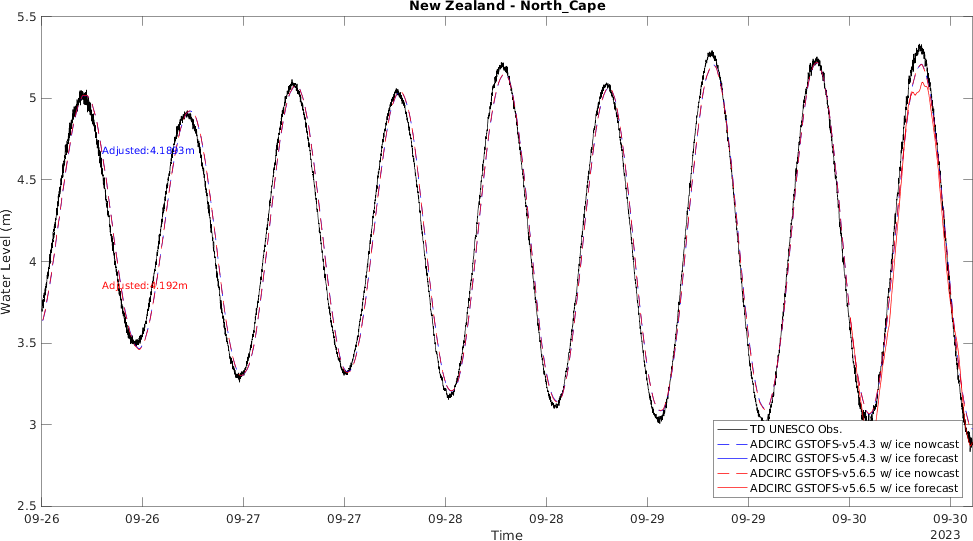 New Zealand - North_Cape
5.5
5
4.5
4
3.5
3
2.5
Water Level (m)
Adjusted:4.1893m
Adjusted:4.192m
TD UNESCO Obs.
ADCIRC GSTOFS-v5.4.3 w/ ice nowcast
ADCIRC GSTOFS-v5.4.3 w/ ice forecast
ADCIRC GSTOFS-v5.6.5 w/ ice nowcast
ADCIRC GSTOFS-v5.6.5 w/ ice forecast
09-26 09-26 09-27 09-27 09-28 09-28 09-29 09-29 09-30 09-30
2023
Time